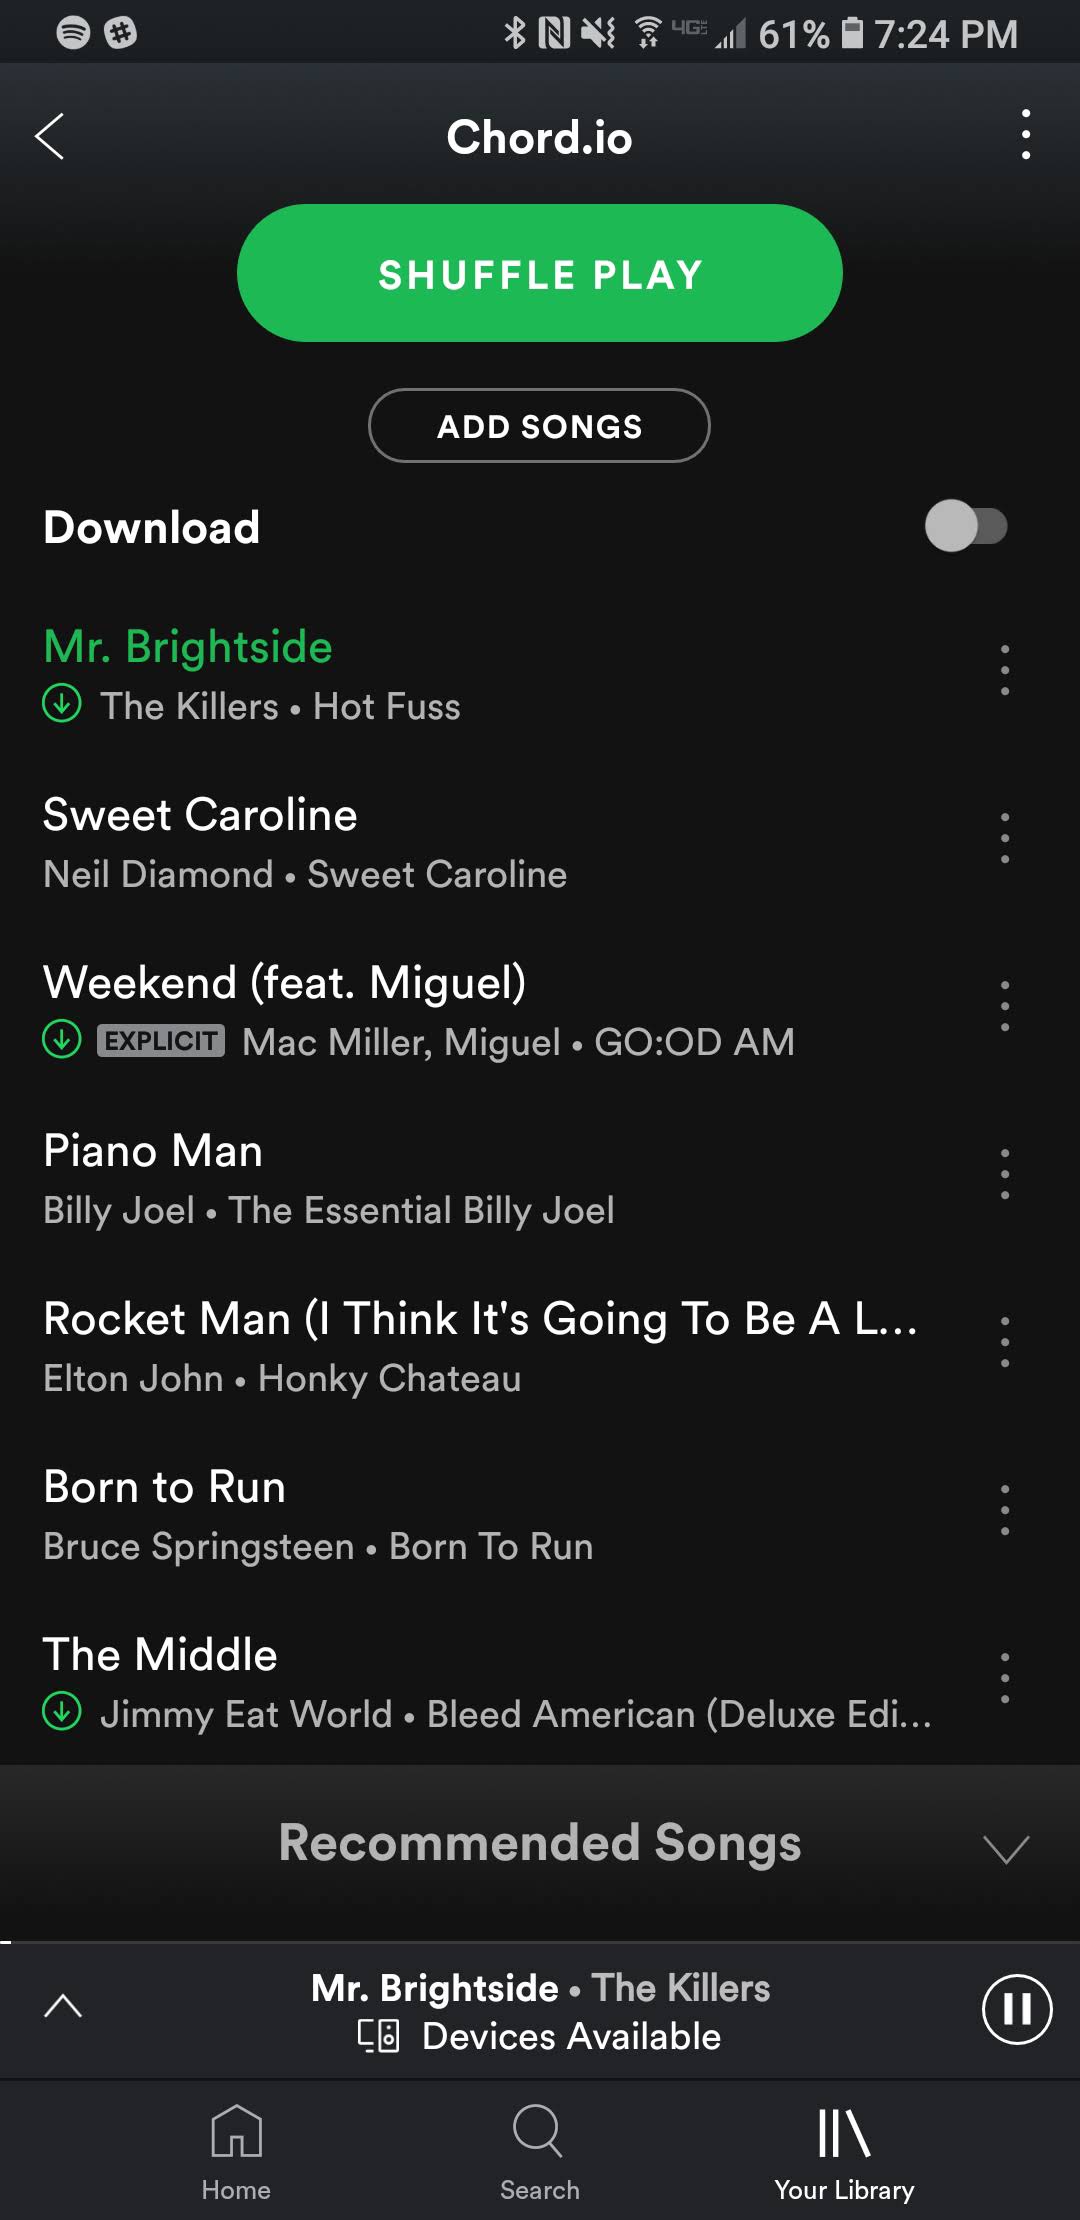 4G LTE 61% 7:24 PM
Chord.io
SHUFFLE PLAY
ADD SONGS
Download
Mr. Brightside
The Killers • Hot Fuss
Sweet Caroline
Neil Diamond • Sweet Caroline
Weekend (feat. Miguel)
EXPLICIT Mac Miller, Miguel • GO:OD AM
Piano Man
Billy Joel • The Essential Billy Joel
Rocket Man (I Think It's Going To Be A L...
Elton John • Honky Chateau
Born to Run
Bruce Springsteen • Born To Run
The Middle
Jimmy Eat World • Bleed American (Deluxe Edi...
Recommended Songs
Mr. Brightside • The Killers
Devices Available
Home Search Your Library